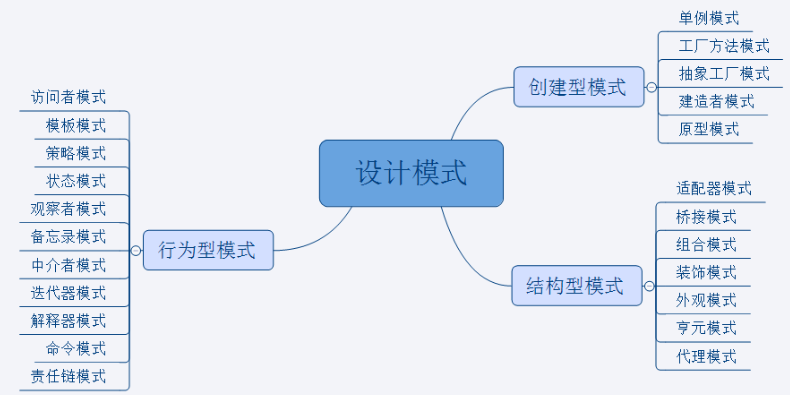 设计模式
创建型模式
单例模式
工厂方法模式
抽象工厂模式
建造者模式
原型模式
结构型模式
适配器模式
桥接模式
组合模式
装饰模式
外观模式
亨元模式
代理模式
行为型模式
访问者模式
模板模式
策略模式
状态模式
观察者模式
备忘录模式
中介者模式
迭代器模式
解释器模式
命令模式
责任链模式